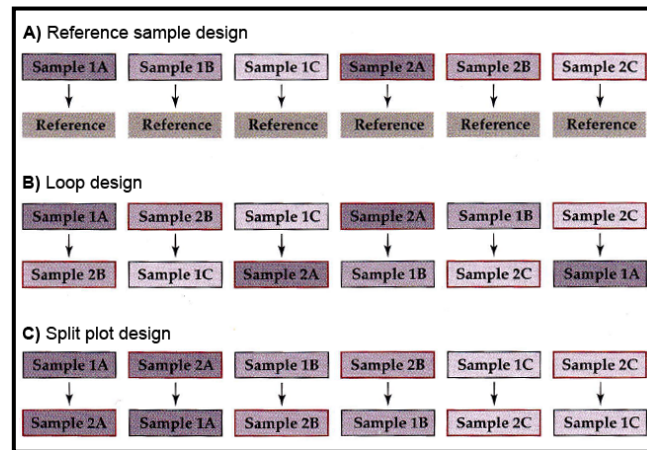 A) Reference sample design
Sample 1A Sample 1B Sample 1C Sample 2A Sample 2B Sample 2C
Reference Reference Reference Reference Reference Reference
B) Loop design
Sample 1A Sample 2B Sample 1C Sample 2A Sample 1B Sample 2C
Sample 2B Sample 1C Sample 2A Sample 1B Sample 2C Sample 1A
C) Split plot design
Sample 1A Sample 2A Sample 1B Sample 2B Sample 1C Sample 2C
Sample 2A Sample 1A Sample 2B Sample 1B Sample 2C Sample 1C